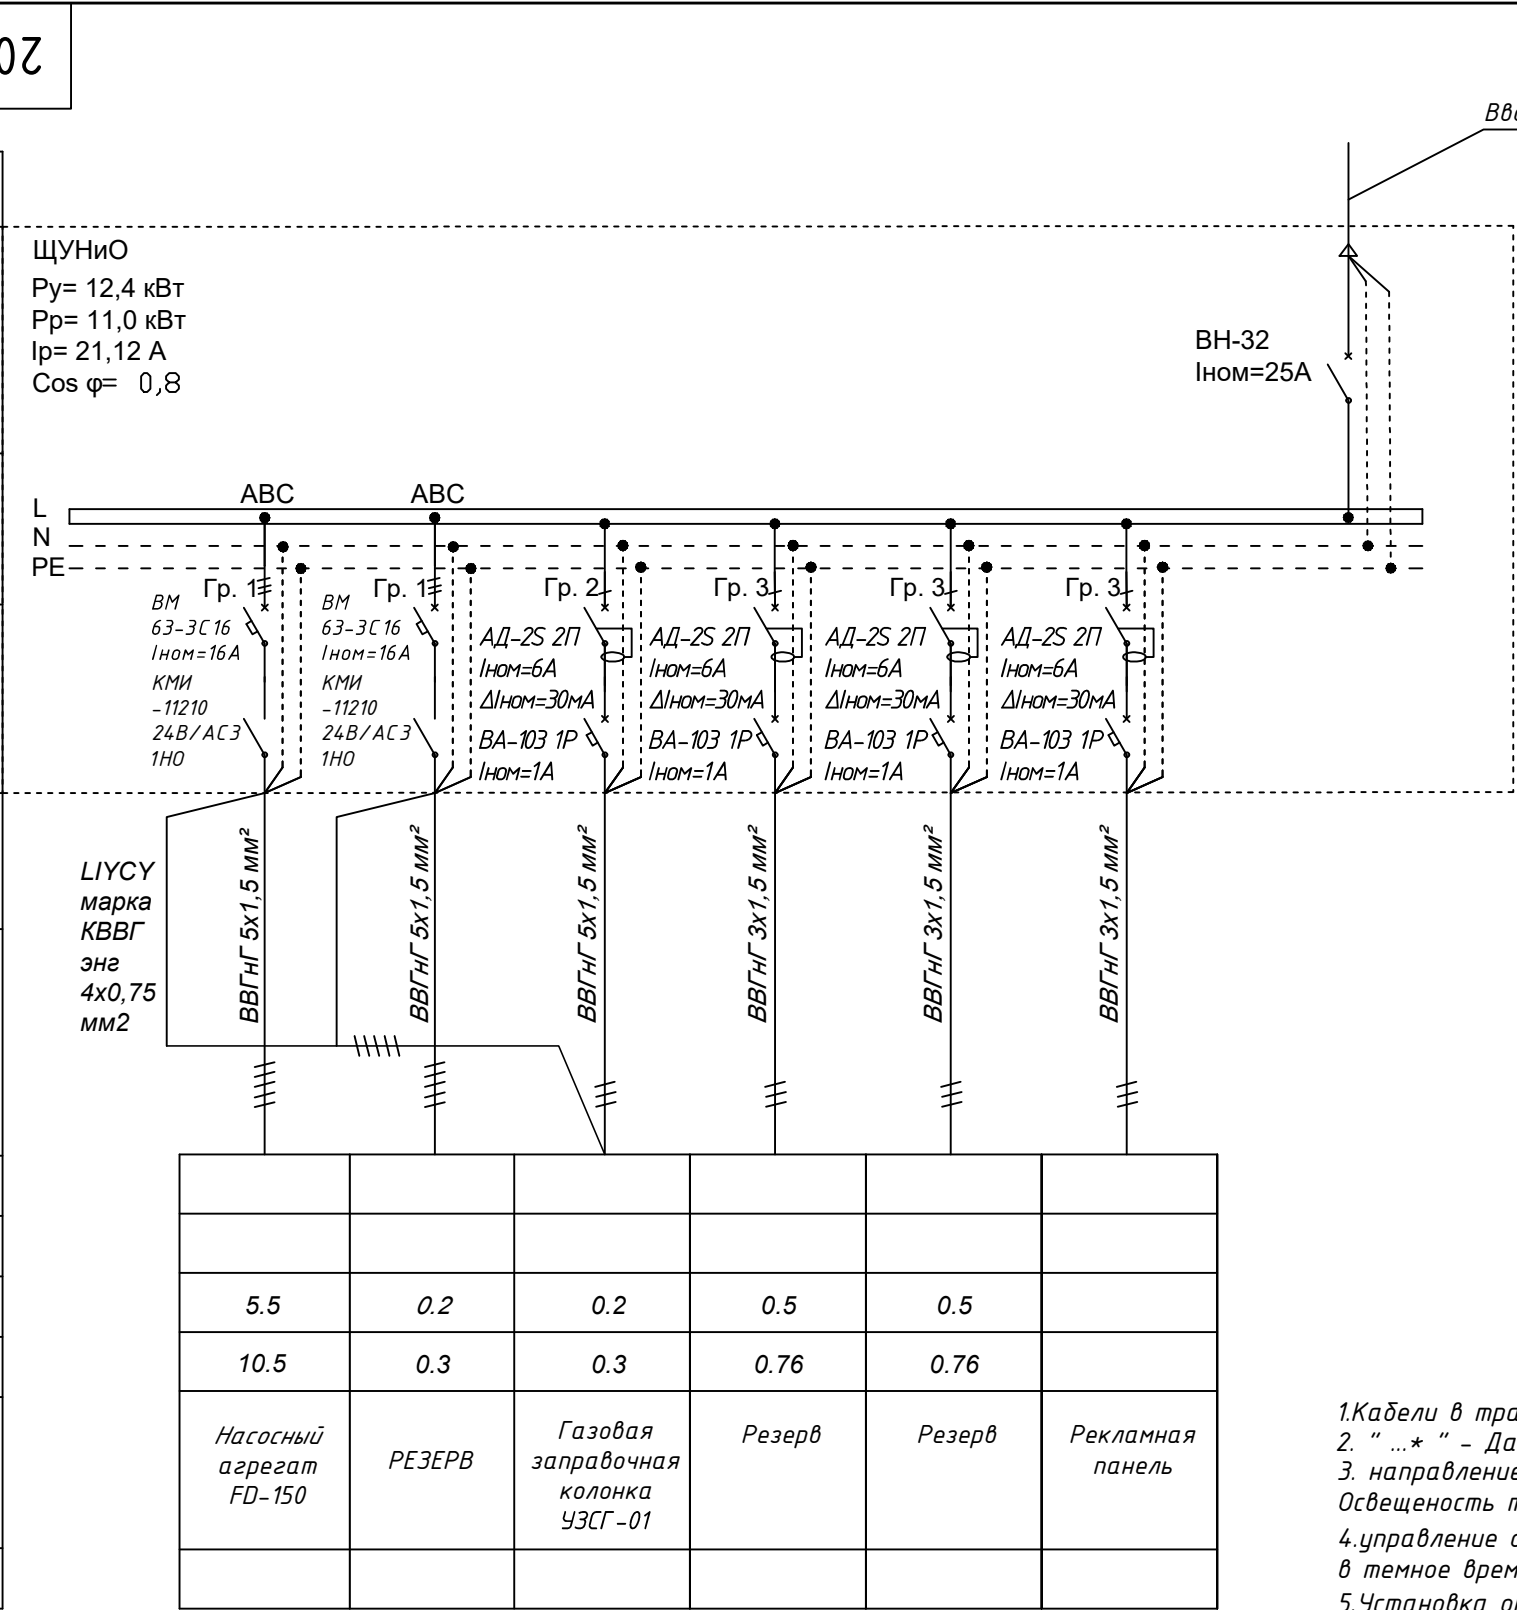 20
Вв
ЩУНиО
Ру= 12,4 кВт
Рр= 11,0 кВт
Iр= 21,12 А
Cos φ= 0,8
ВН-32
Iном=25А
АВС
АВС
L
N
PE
Гр. 1
Гр. 1
Гр. 2
Гр. 3
Гр. 3
Гр. 3
ВМ
63-3С16
Iном=16А
КМИ
-11210
24В/АС3
1НО
ВМ
63-3С16
Iном=16А
КМИ
-11210
24В/АС3
1НО
АД-2S 2П
Iном=6А
ΔIном=30мА
ВА-103 1Р
Iном=1А
АД-2S 2П
Iном=6А
ΔIном=30мА
ВА-103 1Р
Iном=1А
АД-2S 2П
Iном=6А
ΔIном=30мА
ВА-103 1Р
Iном=1А
АД-2S 2П
Iном=6А
ΔIном=30мА
ВА-103 1Р
Iном=1А
LIYCY
марка
КВВГ
энг
4х0,75
мм2
ВВГнГ 5х1,5 мм²
ВВГнГ 5х1,5 мм²
ВВГнГ 5х1,5 мм²
ВВГнГ 3х1,5 мм²
ВВГнГ 3х1,5 мм²
ВВГнГ 3х1,5 мм²
5.5 0.2 0.2 0.5 0.5
10.5 0.3 0.3 0.76 0.76
Насосный
агрегат
FD-150
РЕЗЕРВ
Газовая
заправочная
колонка
УЗСГ-01
Резерв
Резерв
Рекламная
панель
1.Кабели в тра
2. " ...* " - Да
3. направление
Освещеность
4.управление
в темное врем
5.Установка